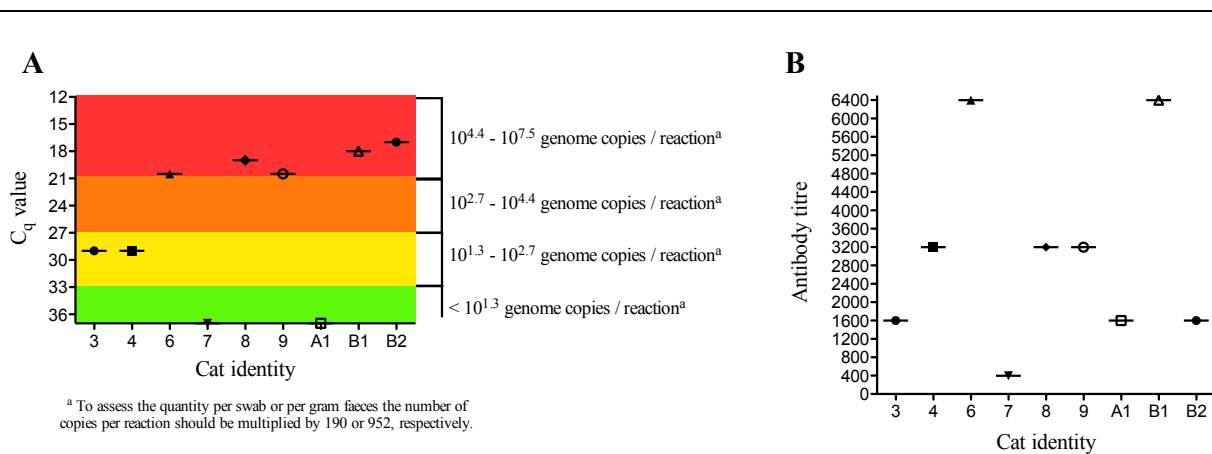 A
12
15
18
21
24
27
30
33
36
Cq value
3 4 6 7 8 9 A1 B1 B2
Cat identity
10^4.4 - 10^7.5 genome copies / reaction^a
10^2.7 - 10^4.4 genome copies / reaction^a
10^1.3 - 10^2.7 genome copies / reaction^a
< 10^1.3 genome copies / reaction^a
^a To assess the quantity per swab or per gram faeces the number of
copies per reaction should be multiplied by 190 or 952, respectively.
B
6400
6000
5600
5200
4800
4400
4000
3600
3200
2800
2400
2000
1600
1200
800
400
0
Antibody titre
3 4 6 7 8 9 A1 B1 B2
Cat identity